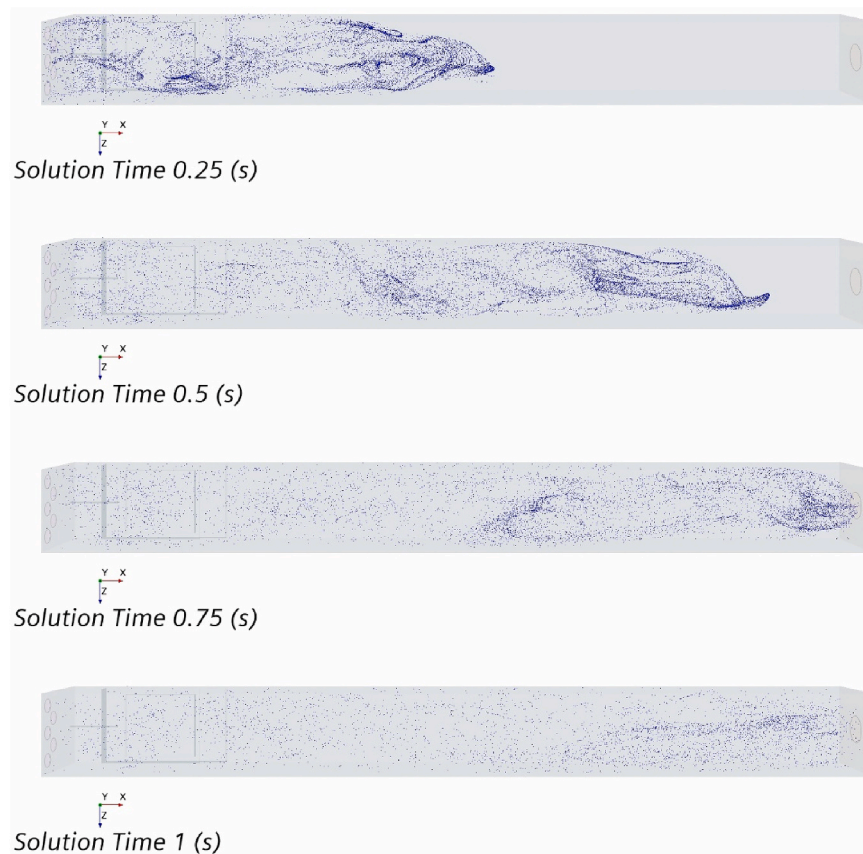 Y X
Z
Solution Time 0.25 (s)
Y X
Z
Solution Time 0.5 (s)
Y X
Z
Solution Time 0.75 (s)
Y X
Z
Solution Time 1 (s)